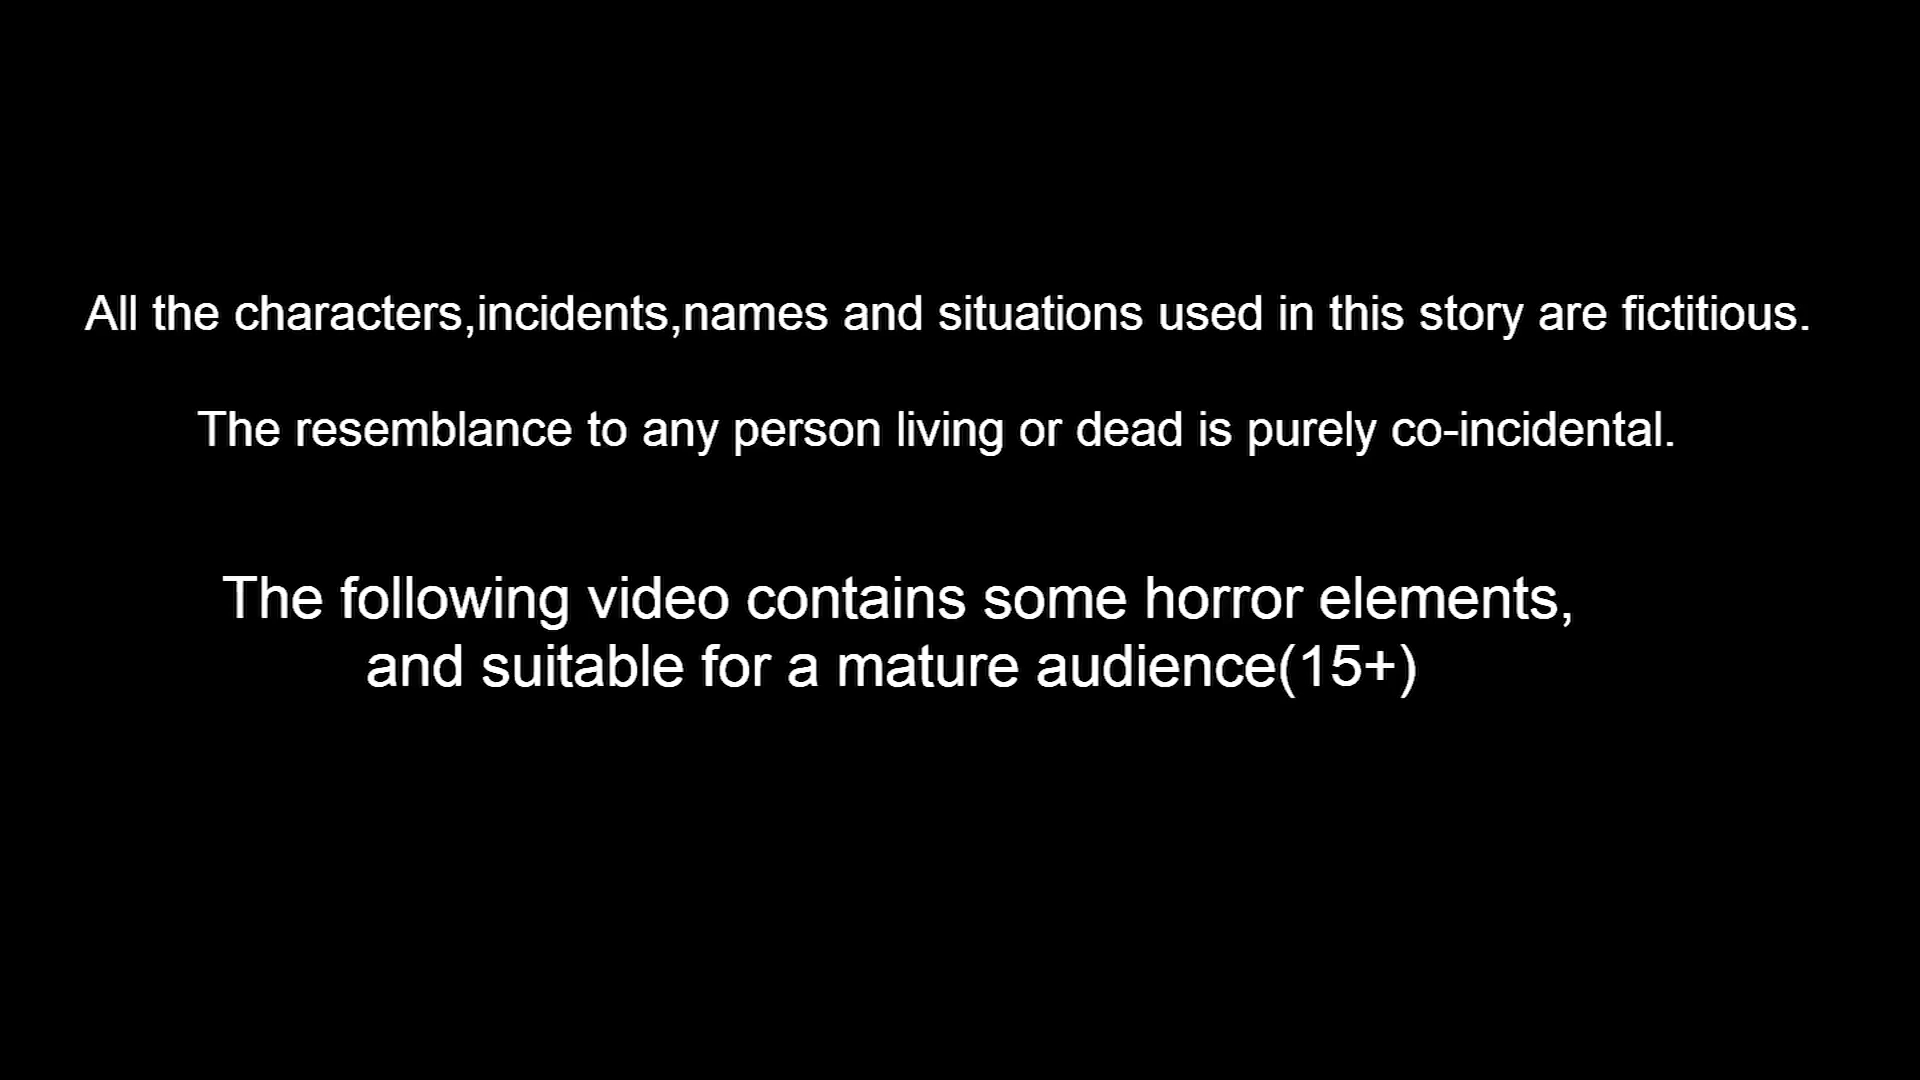 All the characters,incidents,names and situations used in this story are fictitious.
The resemblance to any person living or dead is purely co-incidental.
The following video contains some horror elements,
and suitable for a mature audience(15+)